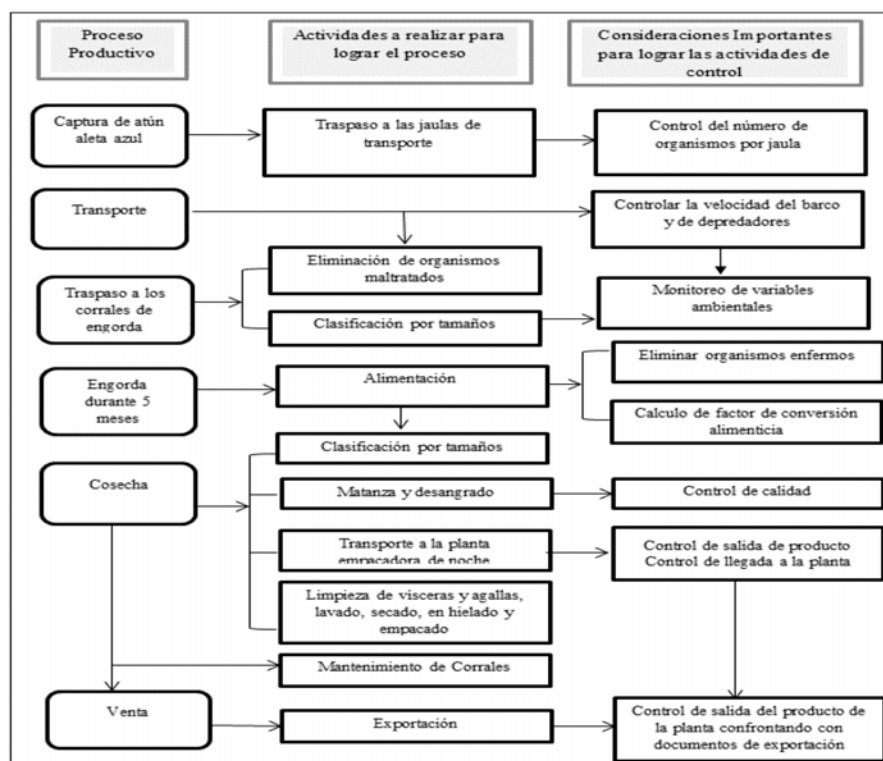 Proceso
Productivo
Actividades a realizar para
lograr el proceso
Consideraciones Importantes
para lograr las actividades de
control
Captura de atún
aleta azul
Traspaso a las jaulas de
transporte
Control del número de
organismos por jaula
Transporte
Controlar la velocidad del barco
y de depredadores
Eliminación de organismos
maltratados
Traspaso a los
corrales de
engorda
Monitoreo de variables
ambientales
Clasificación por tamaños
Eliminar organismos enfermos
Engorda
durante 5
meses
Alimentación
Calculo de factor de conversión
alimenticia
Clasificación por tamaños
Cosecha
Matanza y desangrado
Control de calidad
Transporte a la planta
empacadora de noche
Control de salida de producto
Control de llegada a la planta
Limpieza de vísceras y agallas,
lavado, secado, en hielado y
empacado
Mantenimiento de Corrales
Venta
Exportación
Control de salida del producto de
la planta confrontando con
documentos de exportación